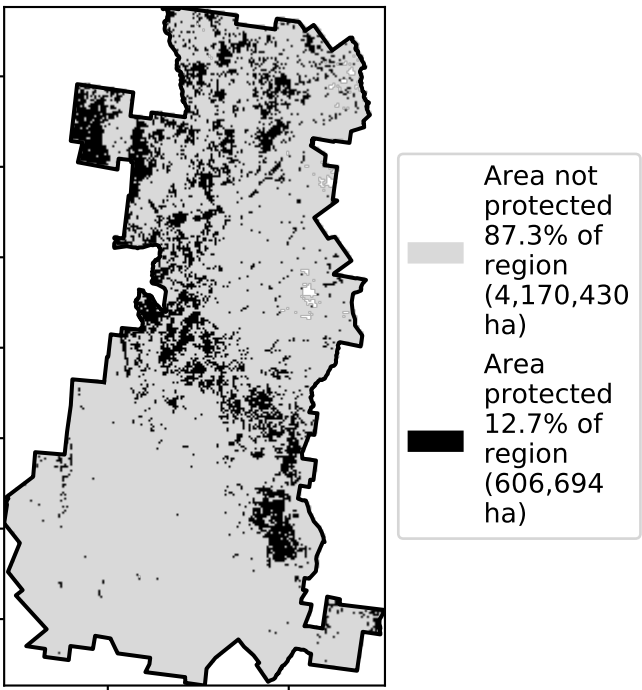 Area not
protected
87.3% of
region
(4,170,430
ha)
Area
protected
12.7% of
region
(606,694
ha)